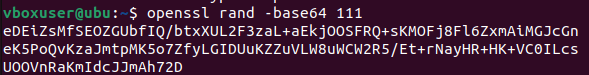 vboxuser@ubu:~$ openssl rand -base64 111
eDEiZsMfSEOZGUbfIQ/btxXUL2F3zaL+aEkjOOSFRQ+sKMOFj8Fl6ZxmAiMGJcGn
eK5PoQvKzaJmtpMK5o7ZfyLGIDUuKZZuVLW8uWCW2R5/Et+rNayHR+HK+VC0ILcs
UOOVnRaKmIdcJJmAh72D